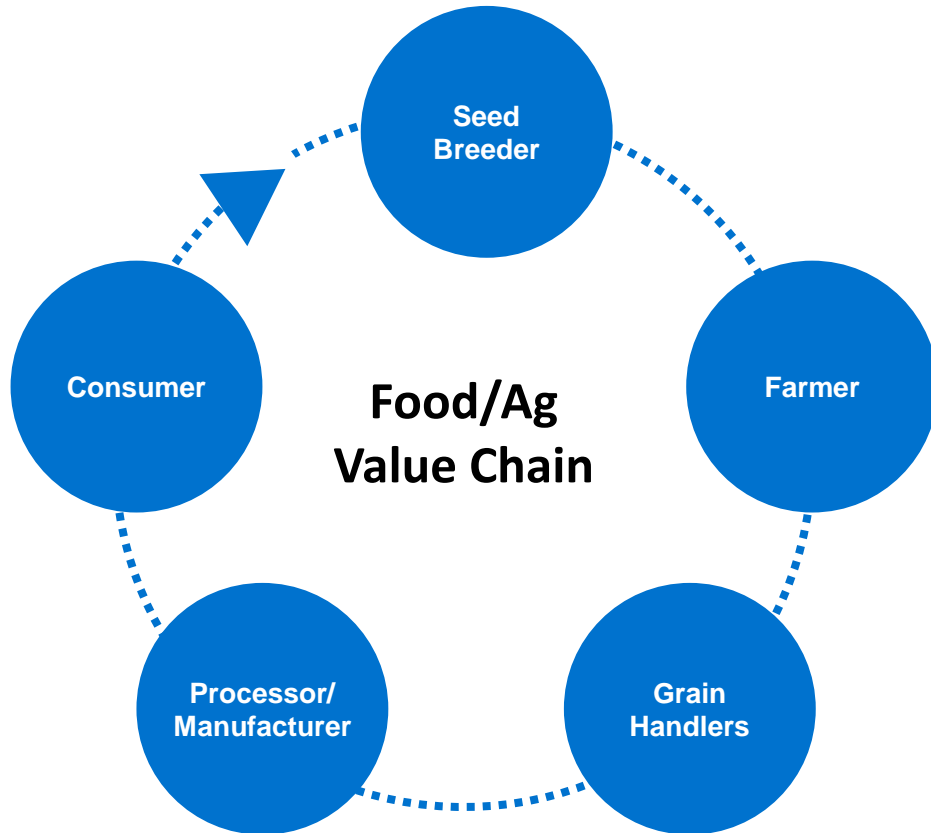 Seed
Breeder
Consumer
Food/Ag
Value Chain
Farmer
Processor/
Manufacturer
Grain
Handlers